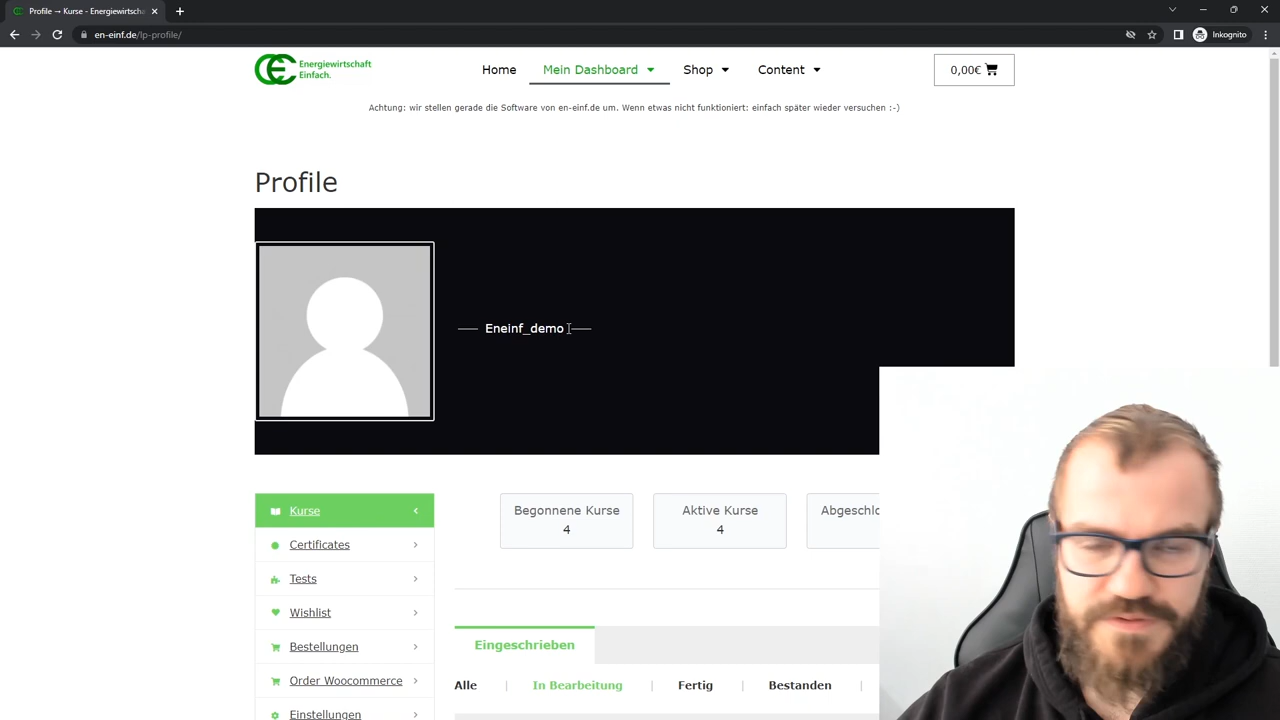 Profile → Kurse - Energiewirtscha
en-einf.de/lp-profile/
Inkognito
Energiewirtschaft
Einfach.
Home
Mein Dashboard
Shop
Content
0,00€
Achtung: wir stellen gerade die Software von en-einf.de um. Wenn etwas nicht funktioniert: einfach später wieder versuchen :-)
Profile
Eneinf_demo
Kurse
Certificates
Tests
Wishlist
Bestellungen
Order Woocommerce
Einstellungen
Begonnene Kurse
4
Aktive Kurse
4
Abgeschlo
Eingeschrieben
Alle | In Bearbeitung | Fertig | Bestanden |